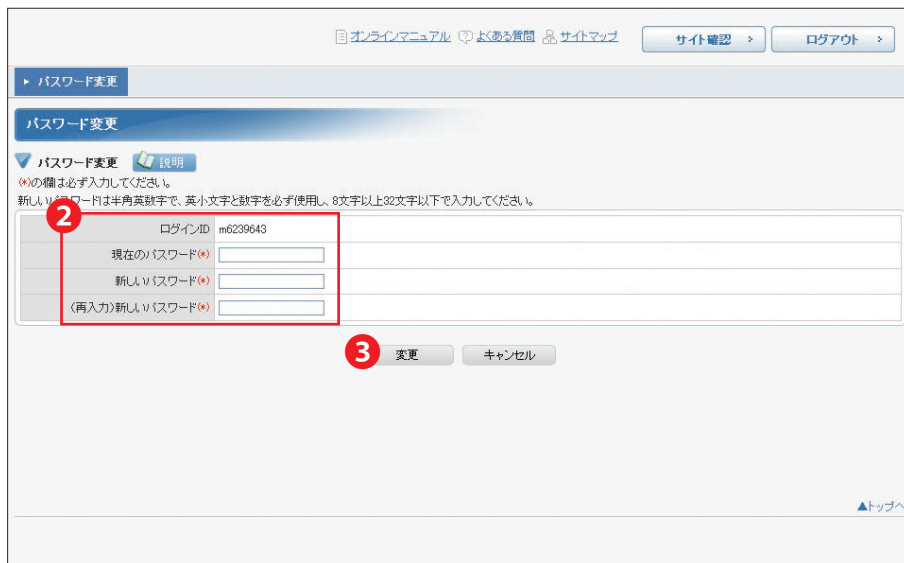 オンラインマニュアル よくある質問 サイトマップ サイト確認 ログアウト
パスワード変更
パスワード変更
パスワード変更 説明
(*)の欄は必ず入力してください。
新しいパスワードは半角英数字で、英小文字と数字を必ず使用し、8文字以上32文字以下で入力してください。
2
ログインID m6239643
現在のパスワード(*)
新しいパスワード(*)
(再入力)新しいパスワード(*)
3 変更 キャンセル
▲トップへ